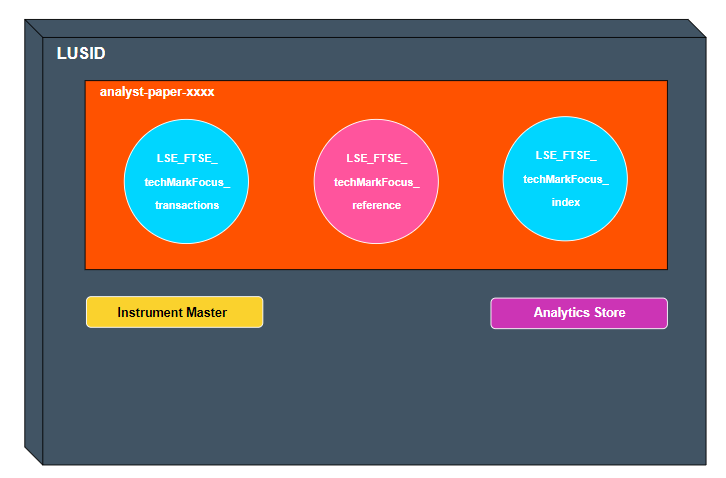 LUSID
analyst-paper-xxxx
LSE_FTSE_
techMarkFocus_
transactions
LSE_FTSE_
techMarkFocus_
reference
LSE_FTSE_
techMarkFocus_
index
Instrument Master
Analytics Store